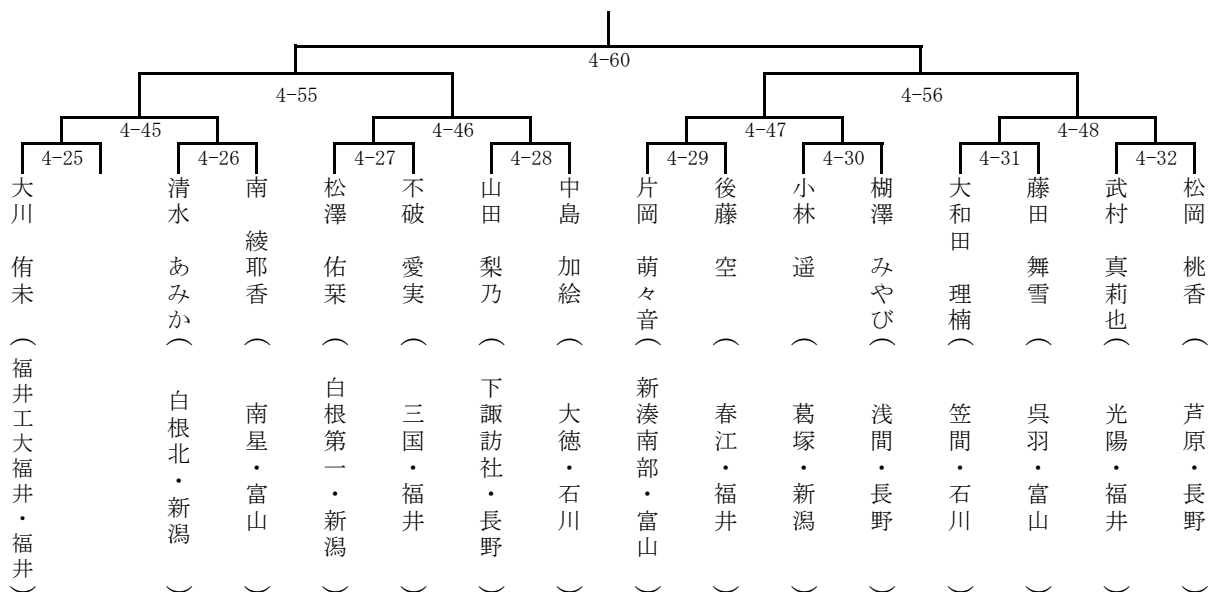 4-60
4-55
4-56
4-45
4-46
4-47
4-48
4-25
4-26
4-27
4-28
4-29
4-30
4-31
4-32
大川 侑未 (福井工大福井・福井)
清水 あみか (白根北・新潟)
南 綾耶香 (南星・富山)
松澤 佑栞 (白根第一・新潟)
不破 愛実 (三国・福井)
山田 梨乃 (下諏訪社・長野)
中島 加絵 (大徳・石川)
片岡 萌々音 (新湊南部・富山)
後藤 空 (春江・福井)
小林 遥 (葛塚・新潟)
楜澤 みやび (浅間・長野)
大和田 理楠 (笠間・石川)
藤田 舞雪 (呉羽・富山)
武村 真莉也 (光陽・福井)
松岡 桃香 (芦原・長野)